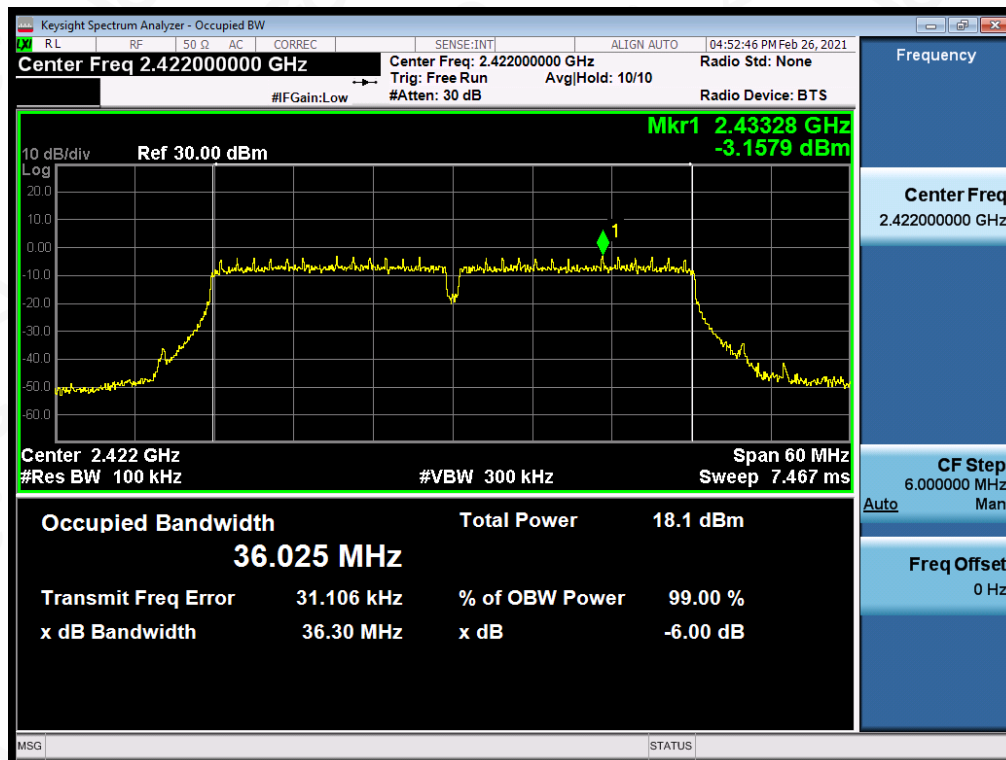 Keysight Spectrum Analyzer - Occupied BW
LXI RL RF 50 Ω AC CORREC SENSE:INT ALIGN AUTO 04:52:46 PM Feb 26, 2021
Center Freq 2.422000000 GHz
Center Freq: 2.422000000 GHz Radio Std: None
Trig: Free Run Avg|Hold: 10/10
#IFGain:Low #Atten: 30 dB Radio Device: BTS
Mkr1 2.43328 GHz
-3.1579 dBm
10 dB/div Ref 30.00 dBm
Log
20.0
10.0
0.00
-10.0
-20.0
-30.0
-40.0
-50.0
-60.0
1
Center 2.422 GHz Span 60 MHz
#Res BW 100 kHz #VBW 300 kHz Sweep 7.467 ms
Occupied Bandwidth Total Power 18.1 dBm
36.025 MHz
Transmit Freq Error 31.106 kHz % of OBW Power 99.00 %
x dB Bandwidth 36.30 MHz x dB -6.00 dB
Frequency
Center Freq
2.422000000 GHz
CF Step
6.000000 MHz
Auto Man
Freq Offset
0 Hz
MSG STATUS